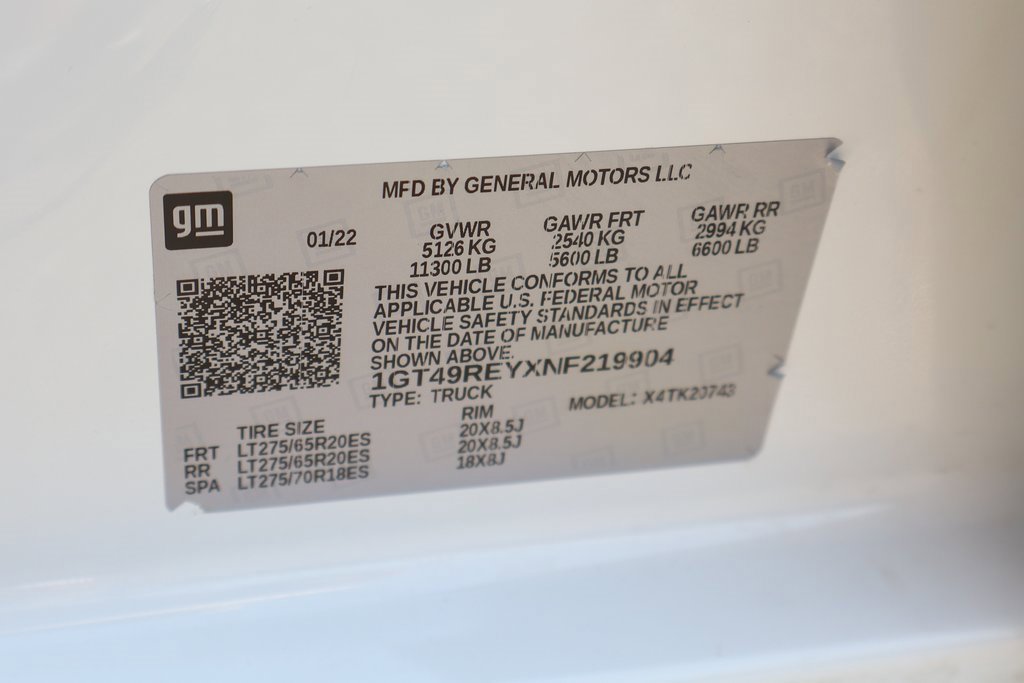 gm
MFD BY GENERAL MOTORS LLC
01/22
GVWR GAWR FRT GAWR RR
5126 KG 2540 KG 2994 KG
11300 LB 5600 LB 6600 LB
THIS VEHICLE CONFORMS TO ALL
APPLICABLE U.S. FEDERAL MOTOR
VEHICLE SAFETY STANDARDS IN EFFECT
ON THE DATE OF MANUFACTURE
SHOWN ABOVE.
1GT49REYXNF219904
TYPE: TRUCK MODEL: X4TK20743
TIRE SIZE RIM
FRT LT275/65R20ES 20X8.5J
RR LT275/65R20ES 20X8.5J
SPA LT275/70R18ES 18X8J